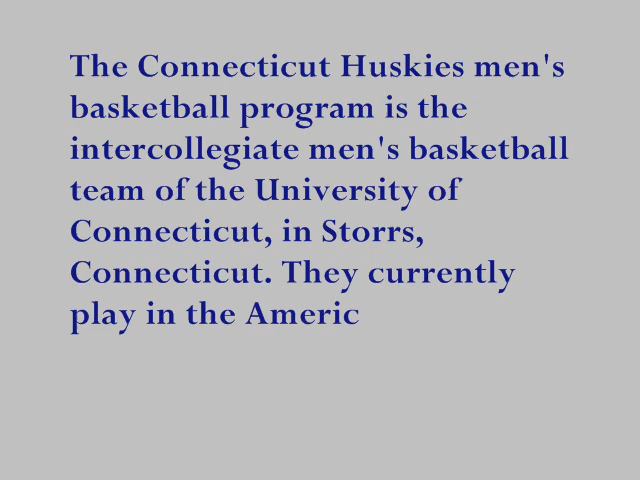 The Connecticut Huskies men's
basketball program is the
intercollegiate men's basketball
team of the University of
Connecticut, in Storrs,
Connecticut. They currently
play in the Americ